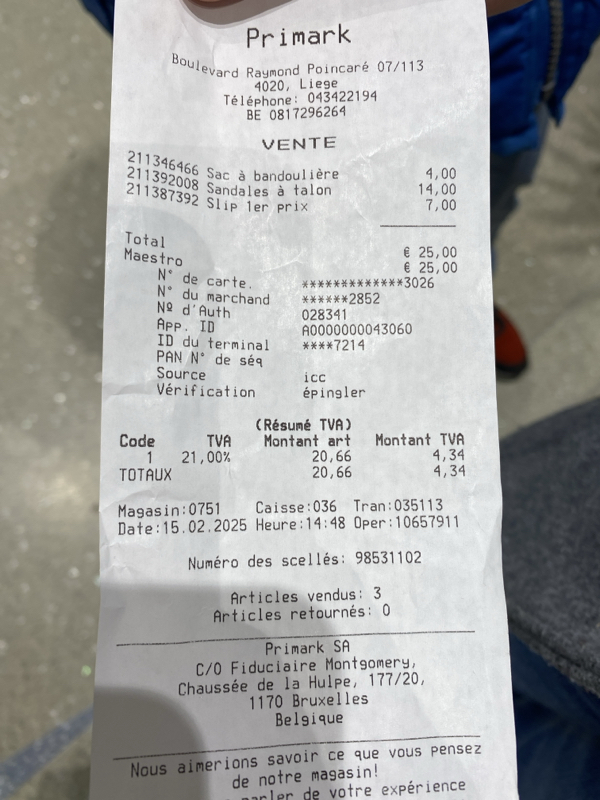 Primark
Boulevard Raymond Poincaré 07/113
4020, Liege
Téléphone: 043422194
BE 0817296264
VENTE
211346466 Sac à bandoulière 4,00
211392008 Sandales à talon 14,00
211387392 Slip 1er prix 7,00
Total € 25,00
Maestro € 25,00
N° de carte. *************3026
N° du marchand ******2852
Nº d'Auth 028341
App. ID A0000000043060
ID du terminal ****7214
PAN N° de séq
Source icc
Vérification épingler
(Résumé TVA)
Code TVA Montant art Montant TVA
1 21,00% 20,66 4,34
TOTAUX 20,66 4,34
Magasin:0751 Caisse:036 Tran:035113
Date:15.02.2025 Heure:14:48 Oper:10657911
Numéro des scellés: 98531102
Articles vendus: 3
Articles retournés: 0
Primark SA
C/O Fiduciaire Montgomery,
Chaussée de la Hulpe, 177/20,
1170 Bruxelles
Belgique
Nous aimerions savoir ce que vous pensez
de notre magasin!
parler de votre expérience